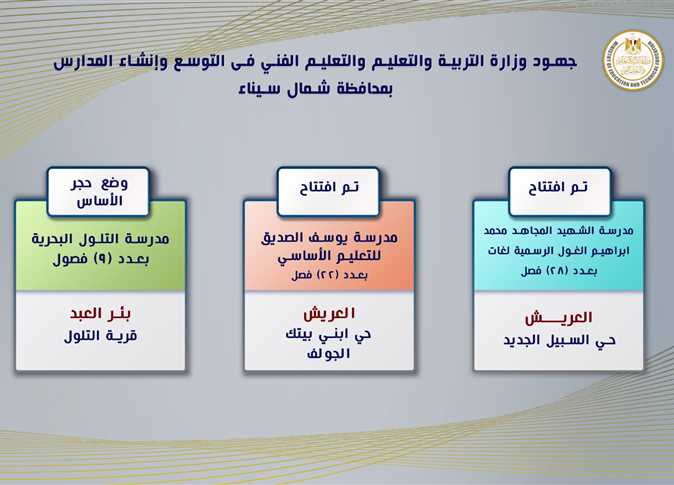 جهود وزارة التربية والتعليم والتعليم الفني فى التوسع وإنشاء المدارس
بمحافظة شمال سيناء
تم افتتاح
مدرسة الشهيد المجاهد محمد
ابراهيم الغول الرسمية لغات
بعدد (٢٨) فصل
العريش
حي السبيل الجديد
تم افتتاح
مدرسة يوسف الصديق
للتعليم الأساسي
بعدد (٢٢) فصل
العريش
حي ابني بيتك
الجولف
وضع حجر
الأساس
مدرسة التلول البحرية
بعدد (٩) فصول
بئر العبد
قرية التلول